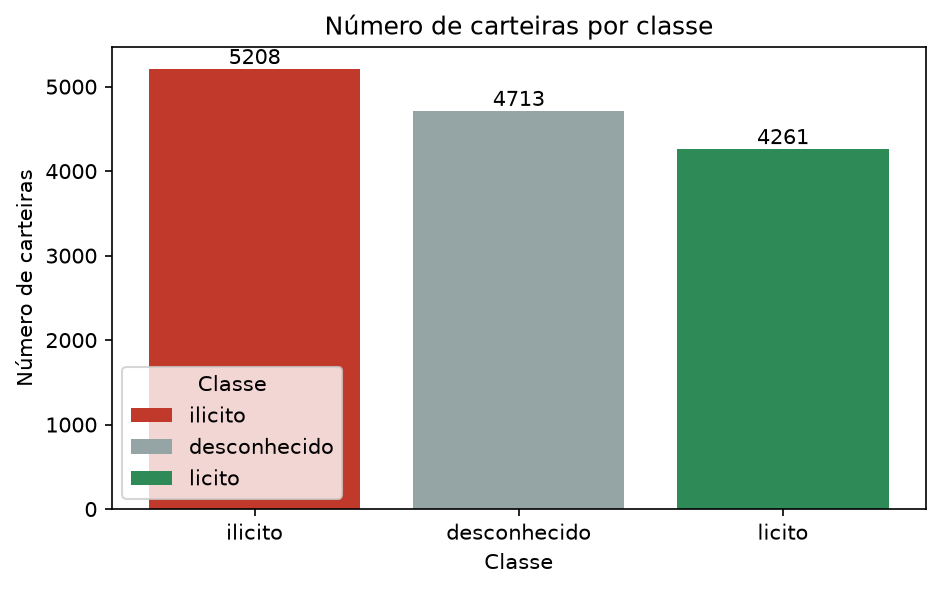 Número de carteiras por classe
Número de carteiras
5000
4000
3000
2000
1000
0
5208
4713
4261
Classe
ilicito
desconhecido
licito
ilicito
desconhecido
licito
Classe